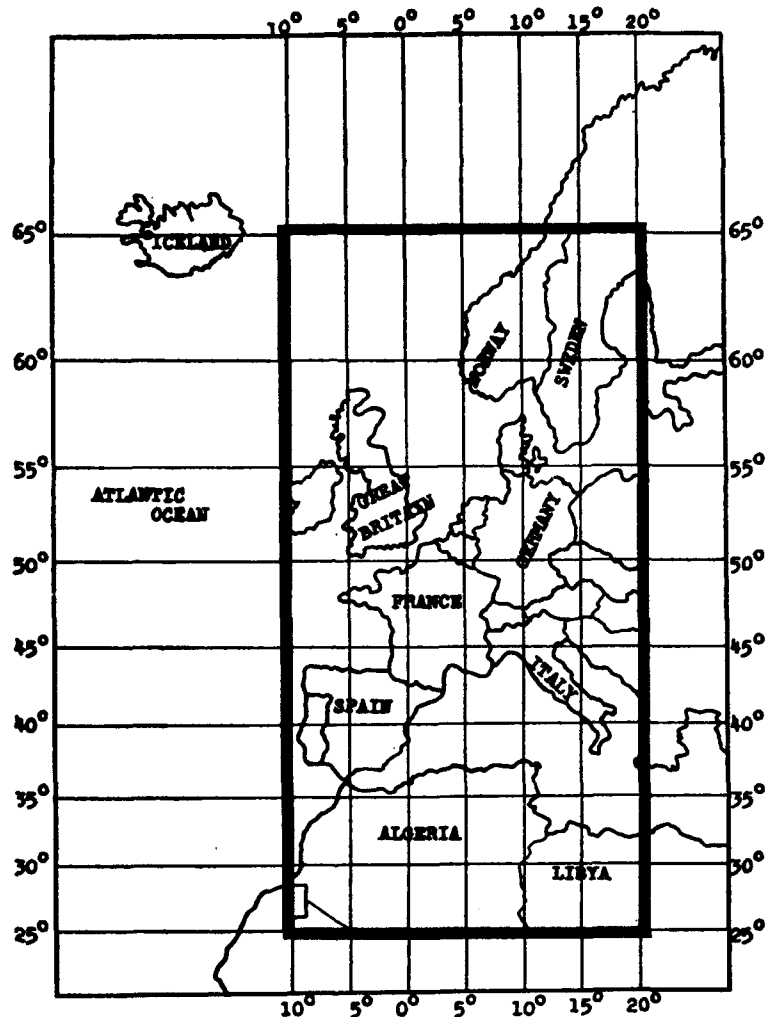 10° 5° 0° 5° 10° 15° 20°
65° 65°
ICELAND
NORWAY
SWEDEN
60° 60°
55° 55°
ATLANTIC
OCEAN
GREAT
BRITAIN
GERMANY
50° 50°
FRANCE
45° 45°
ITALY
SPAIN
40° 40°
35° 35°
ALGERIA
30° 30°
LIBYA
25° 25°
10° 5° 0° 5° 10° 15° 20°